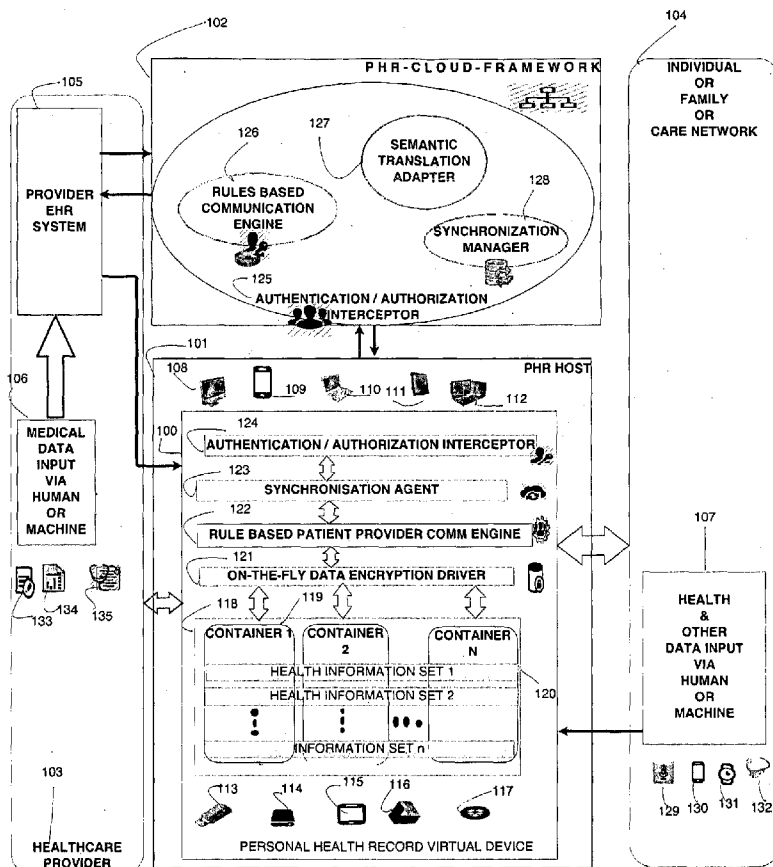 102
PHR-CLOUD-FRAMEWORK
104
INDIVIDUAL
OR
FAMILY
OR
CARE NETWORK
105
PROVIDER
EHR
SYSTEM
126
127
SEMANTIC
TRANSLATION
ADAPTER
RULES BASED
COMMUNICATION
ENGINE
128
SYNCHRONIZATION
MANAGER
125
AUTHENTICATION / AUTHORIZATION
INTERCEPTOR
101
PHR HOST
108
109
110
111
112
106
MEDICAL
DATA
INPUT
VIA
HUMAN
OR
MACHINE
133
134
135
100
124
AUTHENTICATION / AUTHORIZATION INTERCEPTOR
123
SYNCHRONISATION AGENT
122
RULE BASED PATIENT PROVIDER COMM ENGINE
121
ON-THE-FLY DATA ENCRYPTION DRIVER
118
119
CONTAINER 1
CONTAINER
2
CONTAINER
N
HEALTH INFORMATION SET 1
HEALTH INFORMATION SET 2
120
INFORMATION SET n
113
114
115
116
117
PERSONAL HEALTH RECORD VIRTUAL DEVICE
107
HEALTH
&
OTHER
DATA INPUT
VIA
HUMAN
OR
MACHINE
129
130
131
132
103
HEALTHCARE
PROVIDER